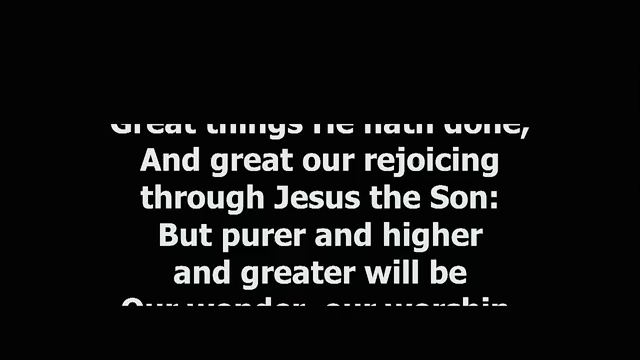 Great things He hath done,
And great our rejoicing
through Jesus the Son:
But purer and higher
and greater will be
Our wonder, our worship,